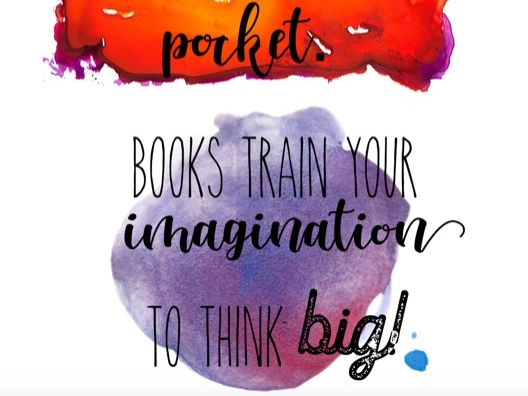 pocket.
BOOKS TRAIN YOUR
imagination
TO THINK big!